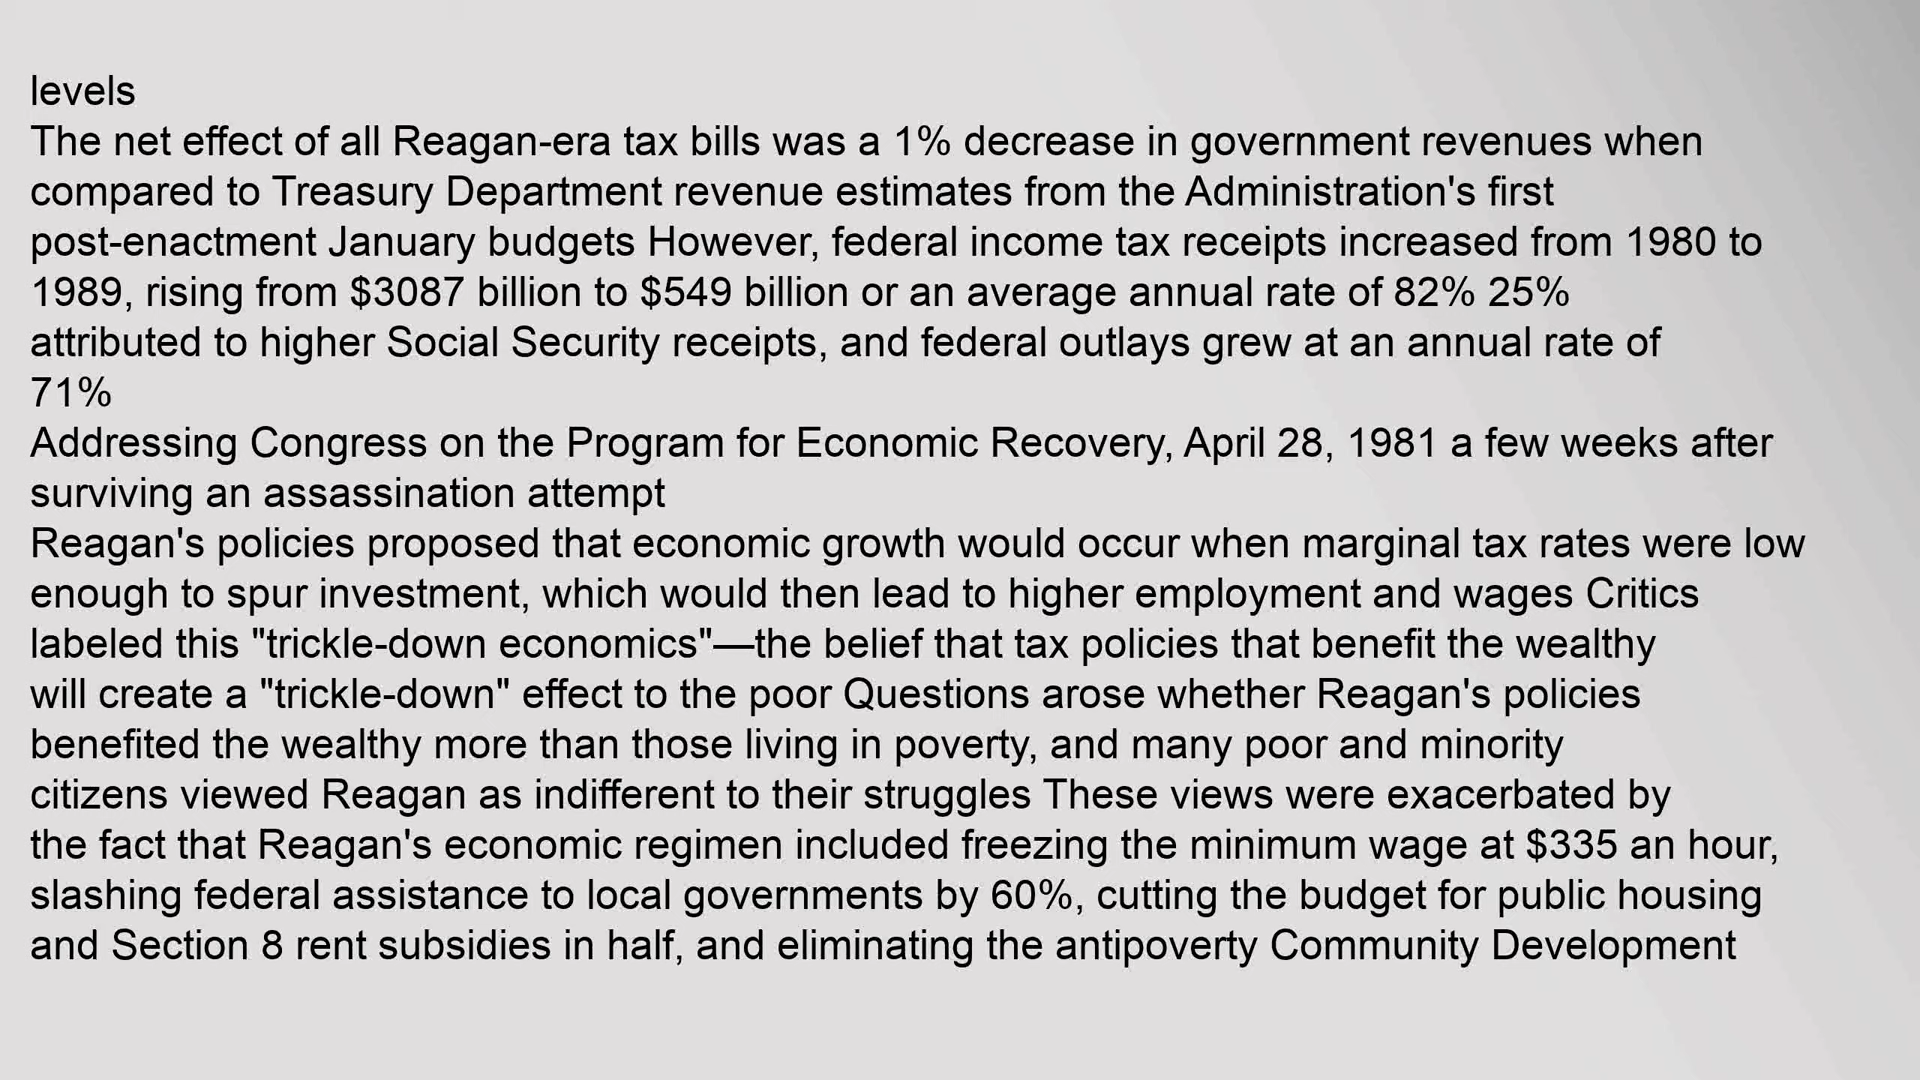 levels
The net effect of all Reagan-era tax bills was a 1% decrease in government revenues when
compared to Treasury Department revenue estimates from the Administration's first
post-enactment January budgets However, federal income tax receipts increased from 1980 to
1989, rising from $3087 billion to $549 billion or an average annual rate of 82% 25%
attributed to higher Social Security receipts, and federal outlays grew at an annual rate of
71%
Addressing Congress on the Program for Economic Recovery, April 28, 1981 a few weeks after
surviving an assassination attempt
Reagan's policies proposed that economic growth would occur when marginal tax rates were low
enough to spur investment, which would then lead to higher employment and wages Critics
labeled this "trickle-down economics"—the belief that tax policies that benefit the wealthy
will create a "trickle-down" effect to the poor Questions arose whether Reagan's policies
benefited the wealthy more than those living in poverty, and many poor and minority
citizens viewed Reagan as indifferent to their struggles These views were exacerbated by
the fact that Reagan's economic regimen included freezing the minimum wage at $335 an hour,
slashing federal assistance to local governments by 60%, cutting the budget for public housing
and Section 8 rent subsidies in half, and eliminating the antipoverty Community Development